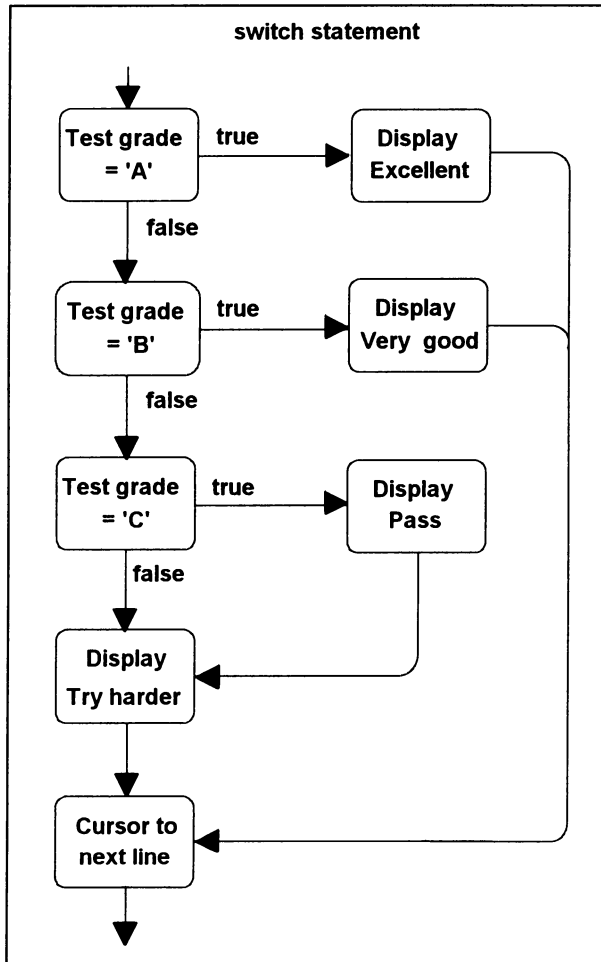 switch statement
Test grade
= 'A'
true
Display
Excellent
false
Test grade
= 'B'
true
Display
Very good
false
Test grade
= 'C'
true
Display
Pass
false
Display
Try harder
Cursor to
next line